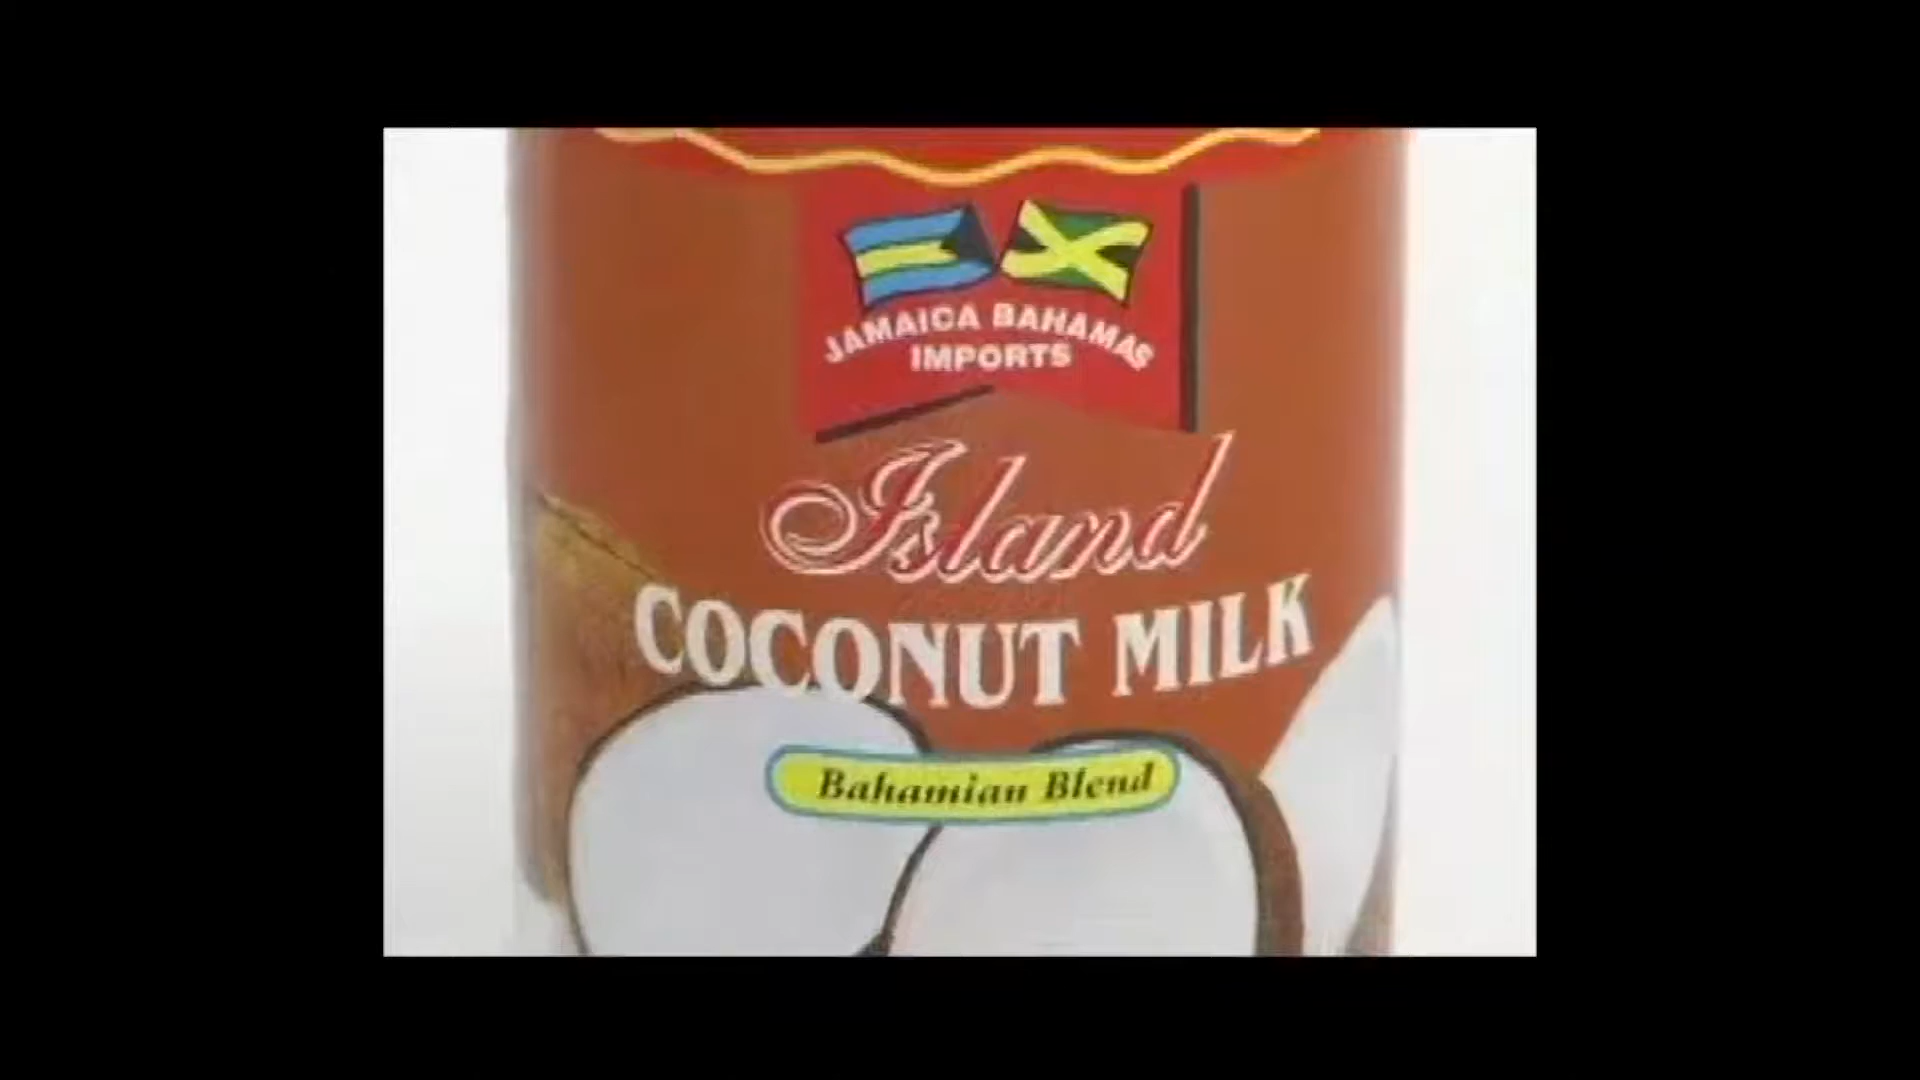 JAMAICA BAHAMAS
IMPORTS
Island
COCONUT MILK
Bahamian Blend